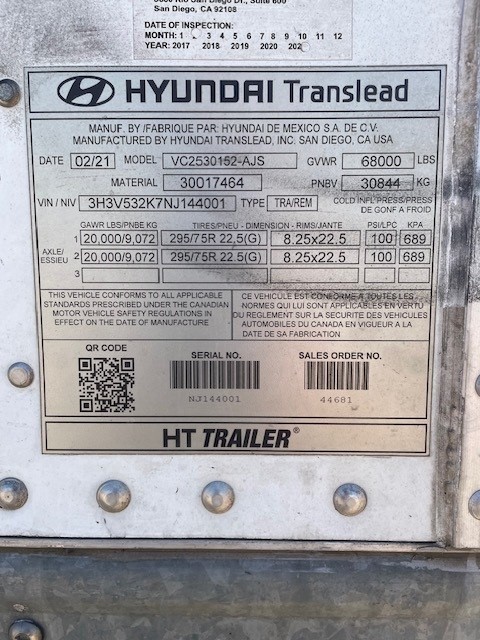 San Diego, CA 92108
DATE OF INSPECTION:
MONTH: 1 3 4 5 6 7 8 9 10 11 12
YEAR: 2017 2018 2019 2020
HYUNDAI Translead
MANUF. BY /FABRIQUE PAR: HYUNDAI DE MEXICO S.A. DE C.V.
MANUFACTURED BY HYUNDAI TRANSLEAD, INC. SAN DIEGO, CA USA
DATE 02/21 MODEL VC2530152-AJS GVWR 68000 LBS
MATERIAL 30017464 PNBV 30844 KG
VIN / NIV 3H3V532K7NJ144001 TYPE TRA/REM COLD INFL PRESS/PRESS
DE GONF A FROID
GAWR LBS/PNBE KG TIRES/PNEU - DIMENSION - RIMS/JANTE PSI/LPC KPA
1 20,000/9,072 295/75R 22.5(G) 8.25x22.5 100 689
AXLE/
ESSIEU 2 20,000/9,072 295/75R 22.5(G) 8.25x22.5 100 689
3
THIS VEHICLE CONFORMS TO ALL APPLICABLE
STANDARDS PRESCRIBED UNDER THE CANADIAN
MOTOR VEHICLE SAFETY REGULATIONS IN
EFFECT ON THE DATE OF MANUFACTURE
CE VEHICULE EST CONFORME A TOUTES LES
NORMES QUI LUI SONT APPLICABLES EN VERTU
DU REGLEMENT SUR LA SECURITE DES VEHICULES
AUTOMOBILES DU CANADA EN VIGUEUR A LA
DATE DE SA FABRICATION
QR CODE
SERIAL NO.
NJ144001
SALES ORDER NO.
44681
HT TRAILER®